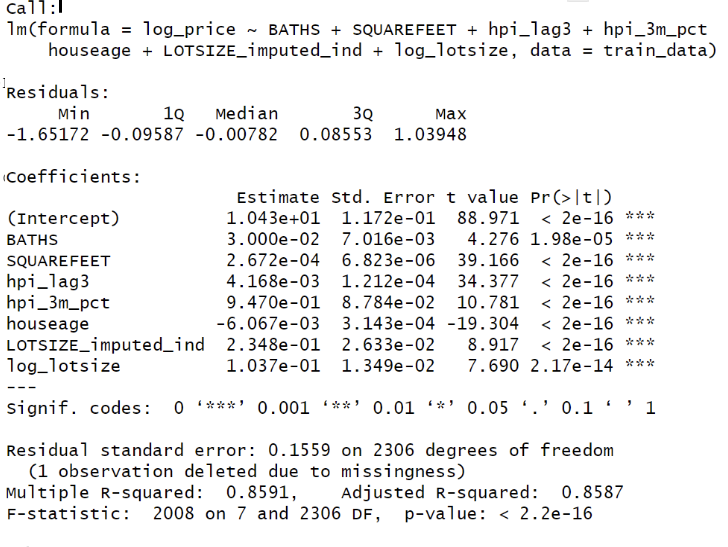 Call:
lm(formula = log_price ~ BATHS + SQUAREFEET + hpi_lag3 + hpi_3m_pct
    houseage + LOTSIZE_imputed_ind + log_lotsize, data = train_data)

Residuals:
     Min       1Q   Median       3Q      Max
-1.65172 -0.09587 -0.00782  0.08553  1.03948

Coefficients:
                      Estimate Std. Error t value Pr(>|t|)
(Intercept)          1.043e+01  1.172e-01  88.971  < 2e-16 ***
BATHS                3.000e-02  7.016e-03   4.276 1.98e-05 ***
SQUAREFEET           2.672e-04  6.823e-06  39.166  < 2e-16 ***
hpi_lag3             4.168e-03  1.212e-04  34.377  < 2e-16 ***
hpi_3m_pct           9.470e-01  8.784e-02  10.781  < 2e-16 ***
houseage            -6.067e-03  3.143e-04 -19.304  < 2e-16 ***
LOTSIZE_imputed_ind  2.348e-01  2.633e-02   8.917  < 2e-16 ***
log_lotsize          1.037e-01  1.349e-02   7.690 2.17e-14 ***
---
Signif. codes:  0 ‘***’ 0.001 ‘**’ 0.01 ‘*’ 0.05 ‘.’ 0.1 ‘ ’ 1

Residual standard error: 0.1559 on 2306 degrees of freedom
  (1 observation deleted due to missingness)
Multiple R-squared:  0.8591,    Adjusted R-squared:  0.8587
F-statistic:  2008 on 7 and 2306 DF,  p-value: < 2.2e-16